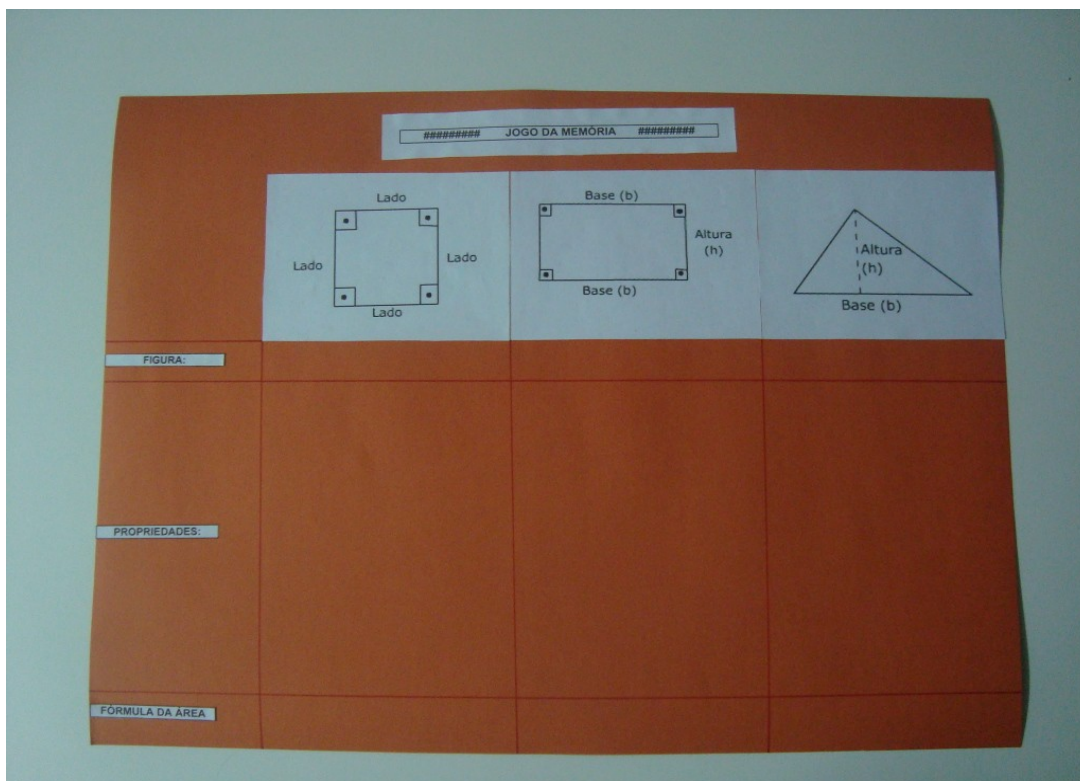 ######### JOGO DA MEMÓRIA #########
Lado
Lado
Lado
Lado
Base (b)
Altura
(h)
Base (b)
Altura
(h)
Base (b)
FIGURA:
PROPRIEDADES:
FÓRMULA DA ÁREA